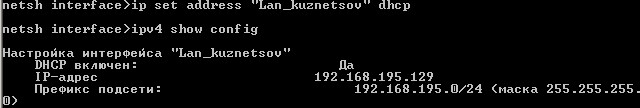 netsh interface>ip set address "Lan_kuznetsov" dhcp
netsh interface>ipv4 show config
Настройка интерфейса "Lan_kuznetsov"
DHCP включен: Да
IP-адрес 192.168.195.129
Префикс подсети: 192.168.195.0/24 (маска 255.255.255.
0)